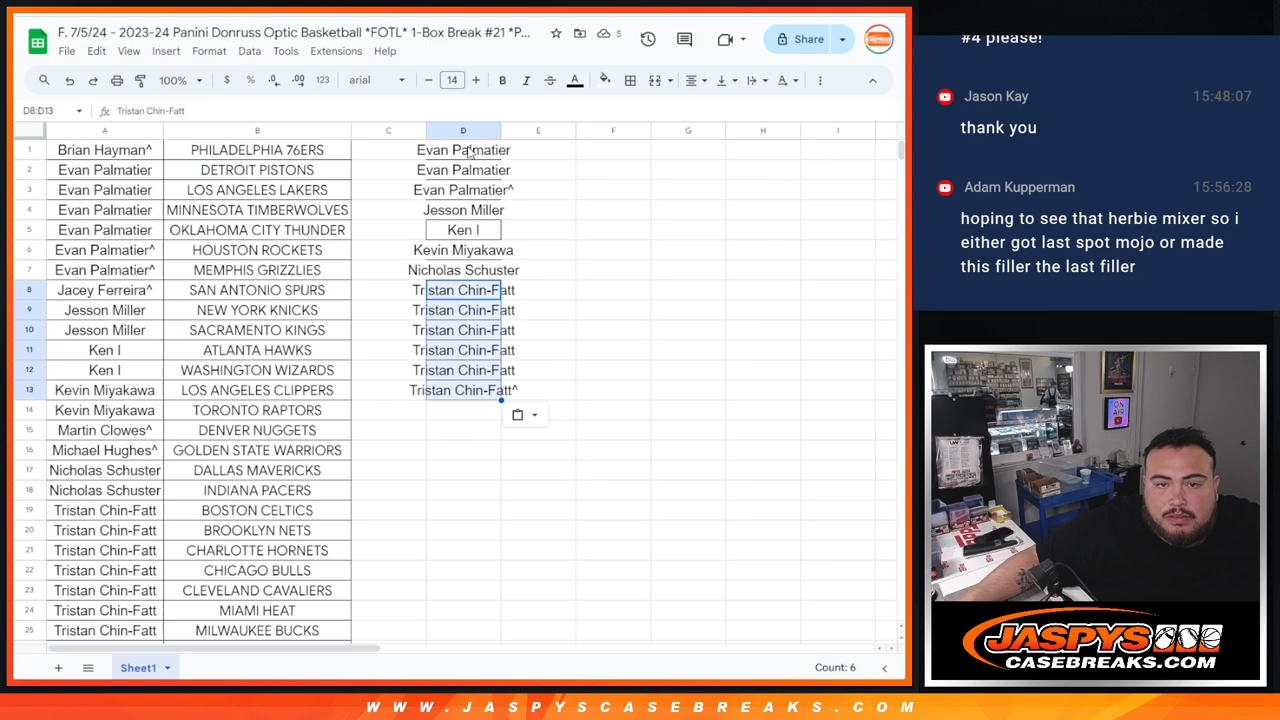 F. 7/5/24 - 2023-24 Panini Donruss Optic Basketball *FOTL* 1-Box Break #21 *P...
File Edit View Insert Format Data Tools Extensions Help
Share
100% $ % .0 .00 123 arial 14 B I A
D8:D13 fx Tristan Chin-Fatt
A B C D E F G H I
1 Brian Hayman^ PHILADELPHIA 76ERS Evan Palmatier
2 Evan Palmatier DETROIT PISTONS Evan Palmatier
3 Evan Palmatier LOS ANGELES LAKERS Evan Palmatier^
4 Evan Palmatier MINNESOTA TIMBERWOLVES Jesson Miller
5 Evan Palmatier OKLAHOMA CITY THUNDER Ken I
6 Evan Palmatier^ HOUSTON ROCKETS Kevin Miyakawa
7 Evan Palmatier^ MEMPHIS GRIZZLIES Nicholas Schuster
8 Jacey Ferreira^ SAN ANTONIO SPURS Tristan Chin-Fatt
9 Jesson Miller NEW YORK KNICKS Tristan Chin-Fatt
10 Jesson Miller SACRAMENTO KINGS Tristan Chin-Fatt
11 Ken I ATLANTA HAWKS Tristan Chin-Fatt
12 Ken I WASHINGTON WIZARDS Tristan Chin-Fatt
13 Kevin Miyakawa LOS ANGELES CLIPPERS Tristan Chin-Fatt^
14 Kevin Miyakawa TORONTO RAPTORS
15 Martin Clowes^ DENVER NUGGETS
16 Michael Hughes^ GOLDEN STATE WARRIORS
17 Nicholas Schuster DALLAS MAVERICKS
18 Nicholas Schuster INDIANA PACERS
19 Tristan Chin-Fatt BOSTON CELTICS
20 Tristan Chin-Fatt BROOKLYN NETS
21 Tristan Chin-Fatt CHARLOTTE HORNETS
22 Tristan Chin-Fatt CHICAGO BULLS
23 Tristan Chin-Fatt CLEVELAND CAVALIERS
24 Tristan Chin-Fatt MIAMI HEAT
25 Tristan Chin-Fatt MILWAUKEE BUCKS
Sheet1 Count: 6
#4 please!
Jason Kay 15:48:07
thank you
Adam Kupperman 15:56:28
hoping to see that herbie mixer so i
either got last spot mojo or made
this filler the last filler
ON AIR
JASPYS
CASEBREAKS.COM
WWW.JASPYSCASEBREAKS.COM